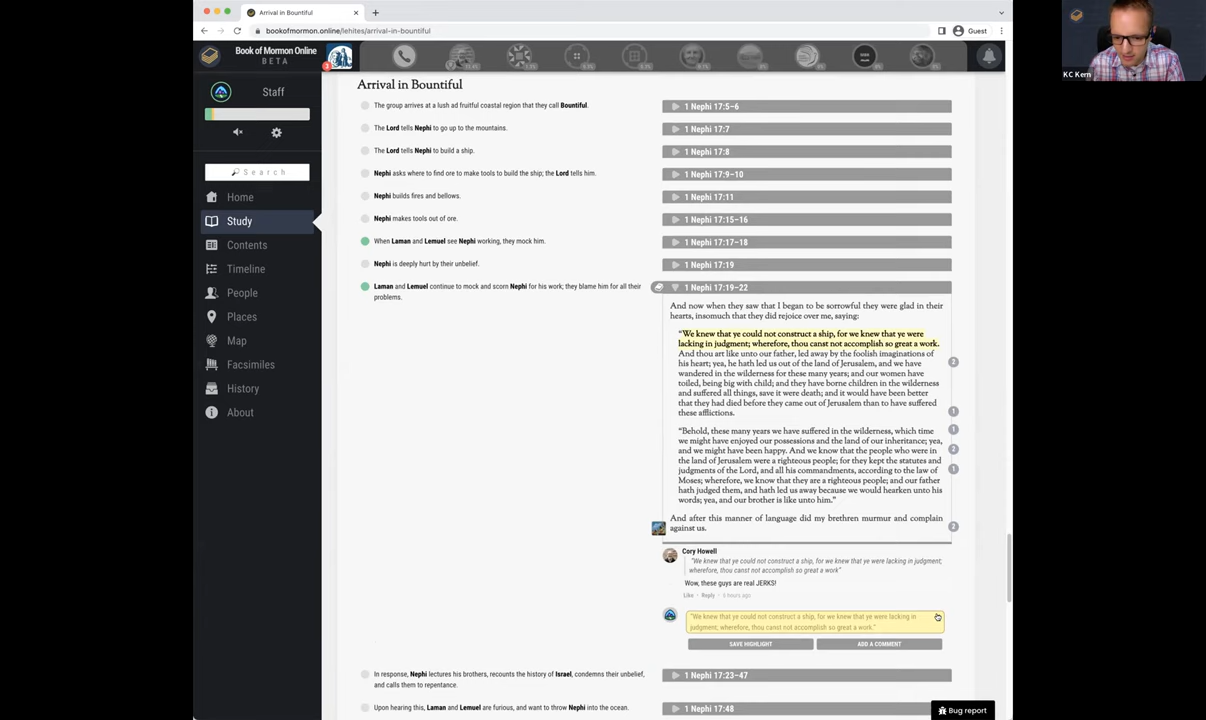 Arrival in Bountiful
bookofmormon.online/lehites/arrival-in-bountiful
Guest
KC Kern
Book of Mormon Online
BETA
3
Staff
Search
Home
Study
Contents
Timeline
People
Places
Map
Facsimiles
History
About
Arrival in Bountiful
The group arrives at a lush ad fruitful coastal region that they call Bountiful.
1 Nephi 17:5–6
The Lord tells Nephi to go up to the mountains.
1 Nephi 17:7
The Lord tells Nephi to build a ship.
1 Nephi 17:8
Nephi asks where to find ore to make tools to build the ship; the Lord tells him.
1 Nephi 17:9–10
Nephi builds fires and bellows.
1 Nephi 17:11
Nephi makes tools out of ore.
1 Nephi 17:15–16
When Laman and Lemuel see Nephi working, they mock him.
1 Nephi 17:17–18
Nephi is deeply hurt by their unbelief.
1 Nephi 17:19
Laman and Lemuel continue to mock and scorn Nephi for his work; they blame him for all their
problems.
1 Nephi 17:19–22
And now when they saw that I began to be sorrowful they were glad in their
hearts, insomuch that they did rejoice over me, saying:
“We knew that ye could not construct a ship, for we knew that ye were
lacking in judgment; wherefore, thou canst not accomplish so great a work.
And thou art like unto our father, led away by the foolish imaginations of
his heart; yea, he hath led us out of the land of Jerusalem, and we have
2
wandered in the wilderness for these many years; and our women have
toiled, being big with child; and they have borne children in the wilderness
and suffered all things, save it were death; and it would have been better
that they had died before they came out of Jerusalem than to have suffered
these afflictions.
1
“Behold, these many years we have suffered in the wilderness, which time
1
we might have enjoyed our possessions and the land of our inheritance; yea,
and we might have been happy. And we know that the people who were in
2
the land of Jerusalem were a righteous people; for they kept the statutes and
judgments of the Lord, and all his commandments, according to the law of
1
Moses; wherefore, we know that they are a righteous people; and our father
hath judged them, and hath led us away because we would hearken unto his
words; yea, and our brother is like unto him.”
And after this manner of language did my brethren murmur and complain
against us.
2
Cory Howell
“We knew that ye could not construct a ship, for we knew that ye were lacking in judgment;
wherefore, thou canst not accomplish so great a work”
Wow, these guys are real JERKS!
Like · Reply · 6 hours ago
“We knew that ye could not construct a ship, for we knew that ye were lacking in
judgment; wherefore, thou canst not accomplish so great a work.”
SAVE HIGHLIGHT
ADD A COMMENT
In response, Nephi lectures his brothers, recounts the history of Israel, condemns their unbelief,
and calls them to repentance.
1 Nephi 17:23–47
Upon hearing this, Laman and Lemuel are furious, and want to throw Nephi into the ocean.
1 Nephi 17:48
Bug report